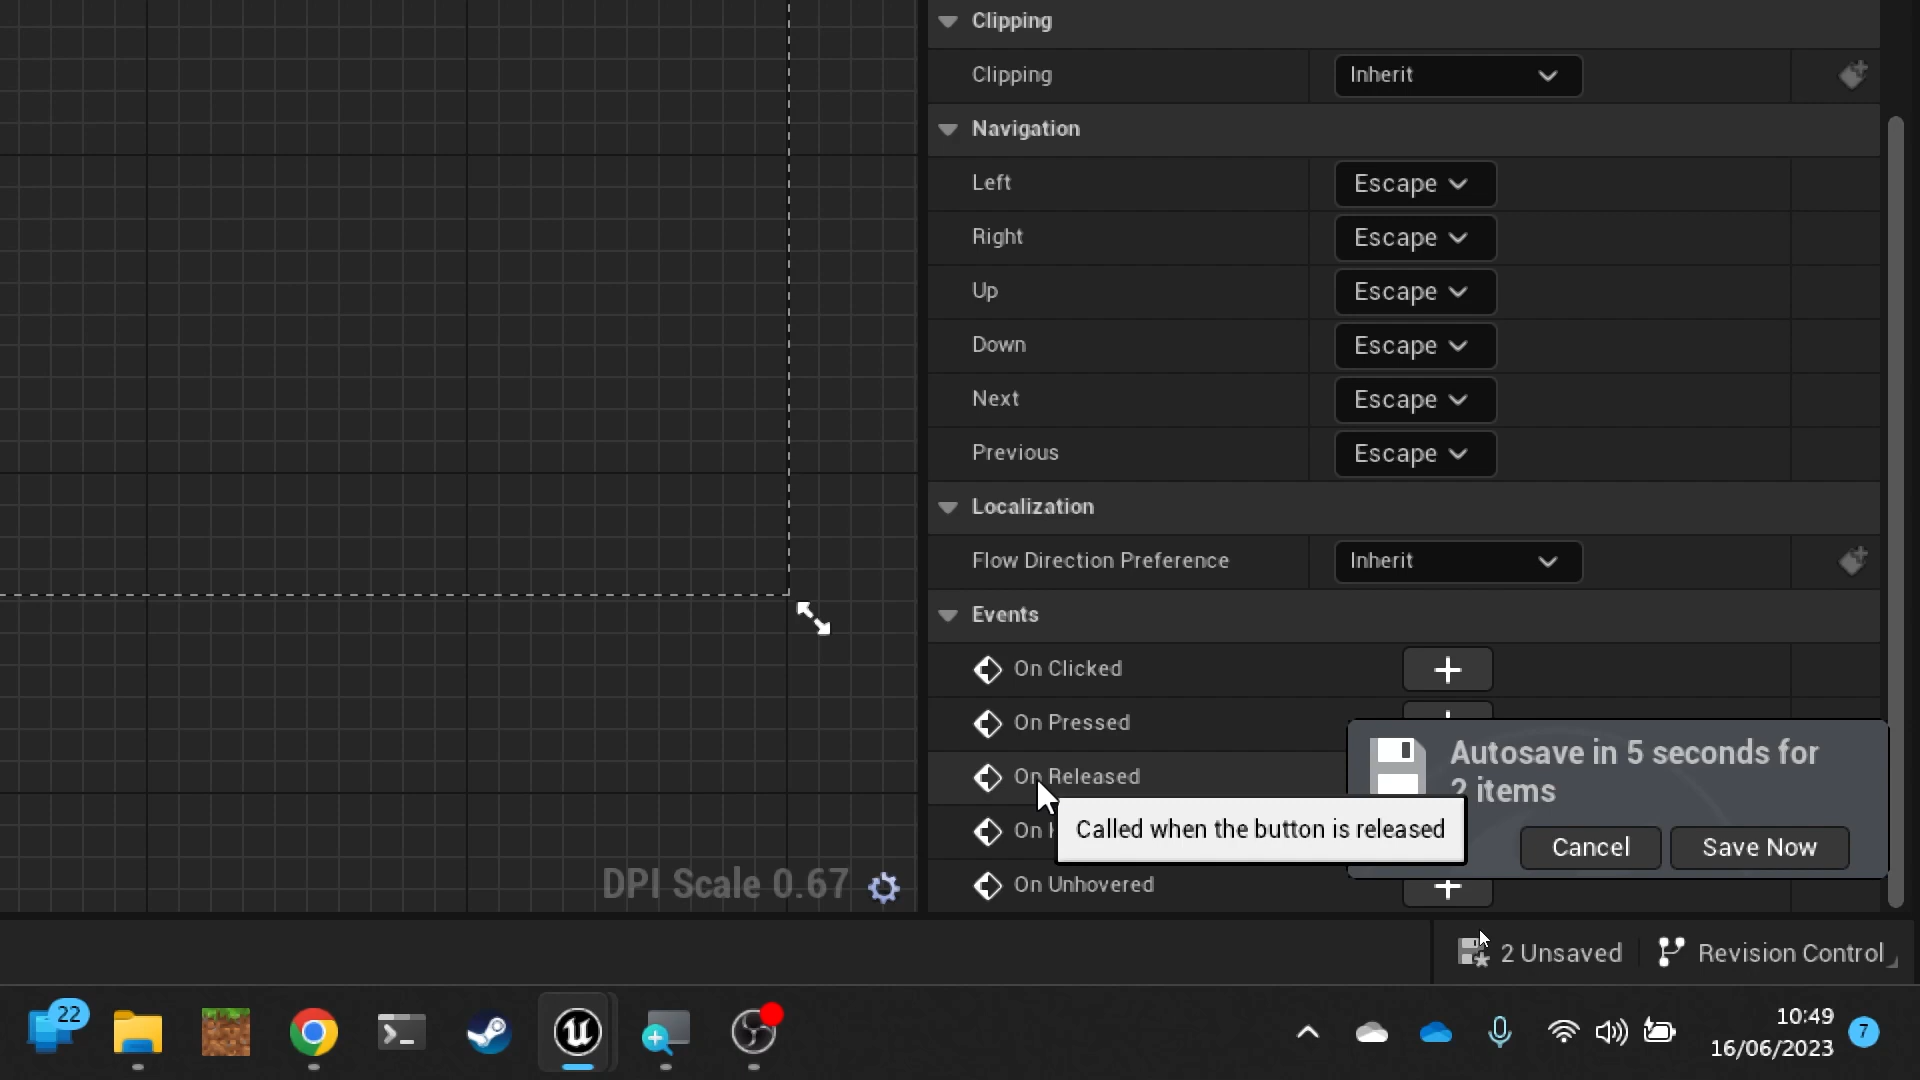 Clipping
Clipping
Inherit
Navigation
Left
Escape
Right
Escape
Up
Escape
Down
Escape
Next
Escape
Previous
Escape
Localization
Flow Direction Preference
Inherit
Events
On Clicked
On Pressed
Autosave in 5 seconds for
2 items
On Released
Called when the button is released
On
Cancel
Save Now
On Unhovered
DPI Scale 0.67
2 Unsaved
Revision Control
22
10:49
16/06/2023
7